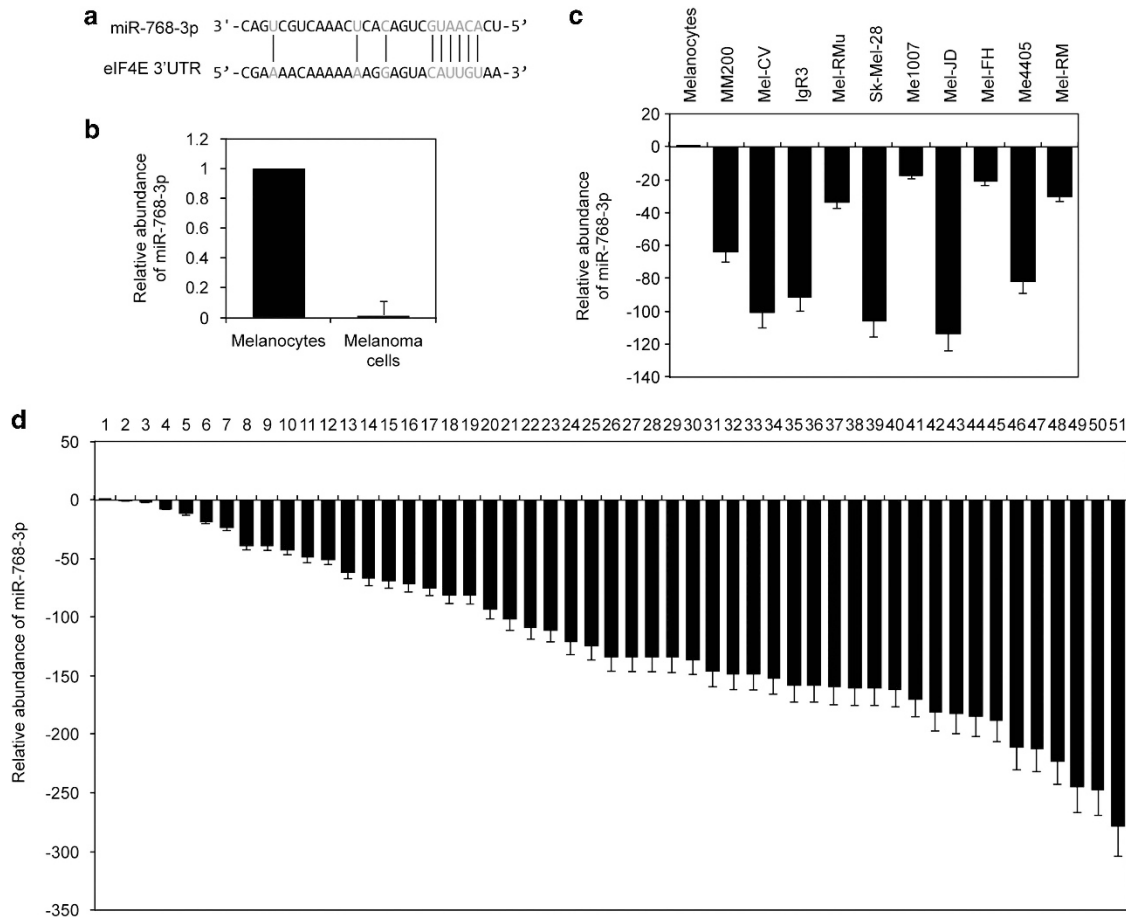 a
miR-768-3p 3'-CAGUCGUCAAACUCACAGUCGUAACACU-5’
eIF4E 3’UTR 5’-CGAAAACAAAAAAAGGAGUACAUUGUAA-3’
b
Relative abundance
of miR-768-3p
1.2
1
0.8
0.6
0.4
0.2
0
Melanocytes
Melanoma
cells
c
Melanocytes
MM200
Mel-CV
IgR3
Mel-RMu
Sk-Mel-28
Me1007
Mel-JD
Mel-FH
Me4405
Mel-RM
Relative abundance
of miR-768-3p
20
0
-20
-40
-60
-80
-100
-120
-140
d
1 2 3 4 5 6 7 8 9 10 11 12 13 14 15 16 17 18 19 20 21 22 23 24 25 26 27 28 29 30 31 32 33 34 35 36 37 38 39 40 41 42 43 44 45 46 47 48 49 50 51
Relative abundance of miR-768-3p
50
0
-50
-100
-150
-200
-250
-300
-350